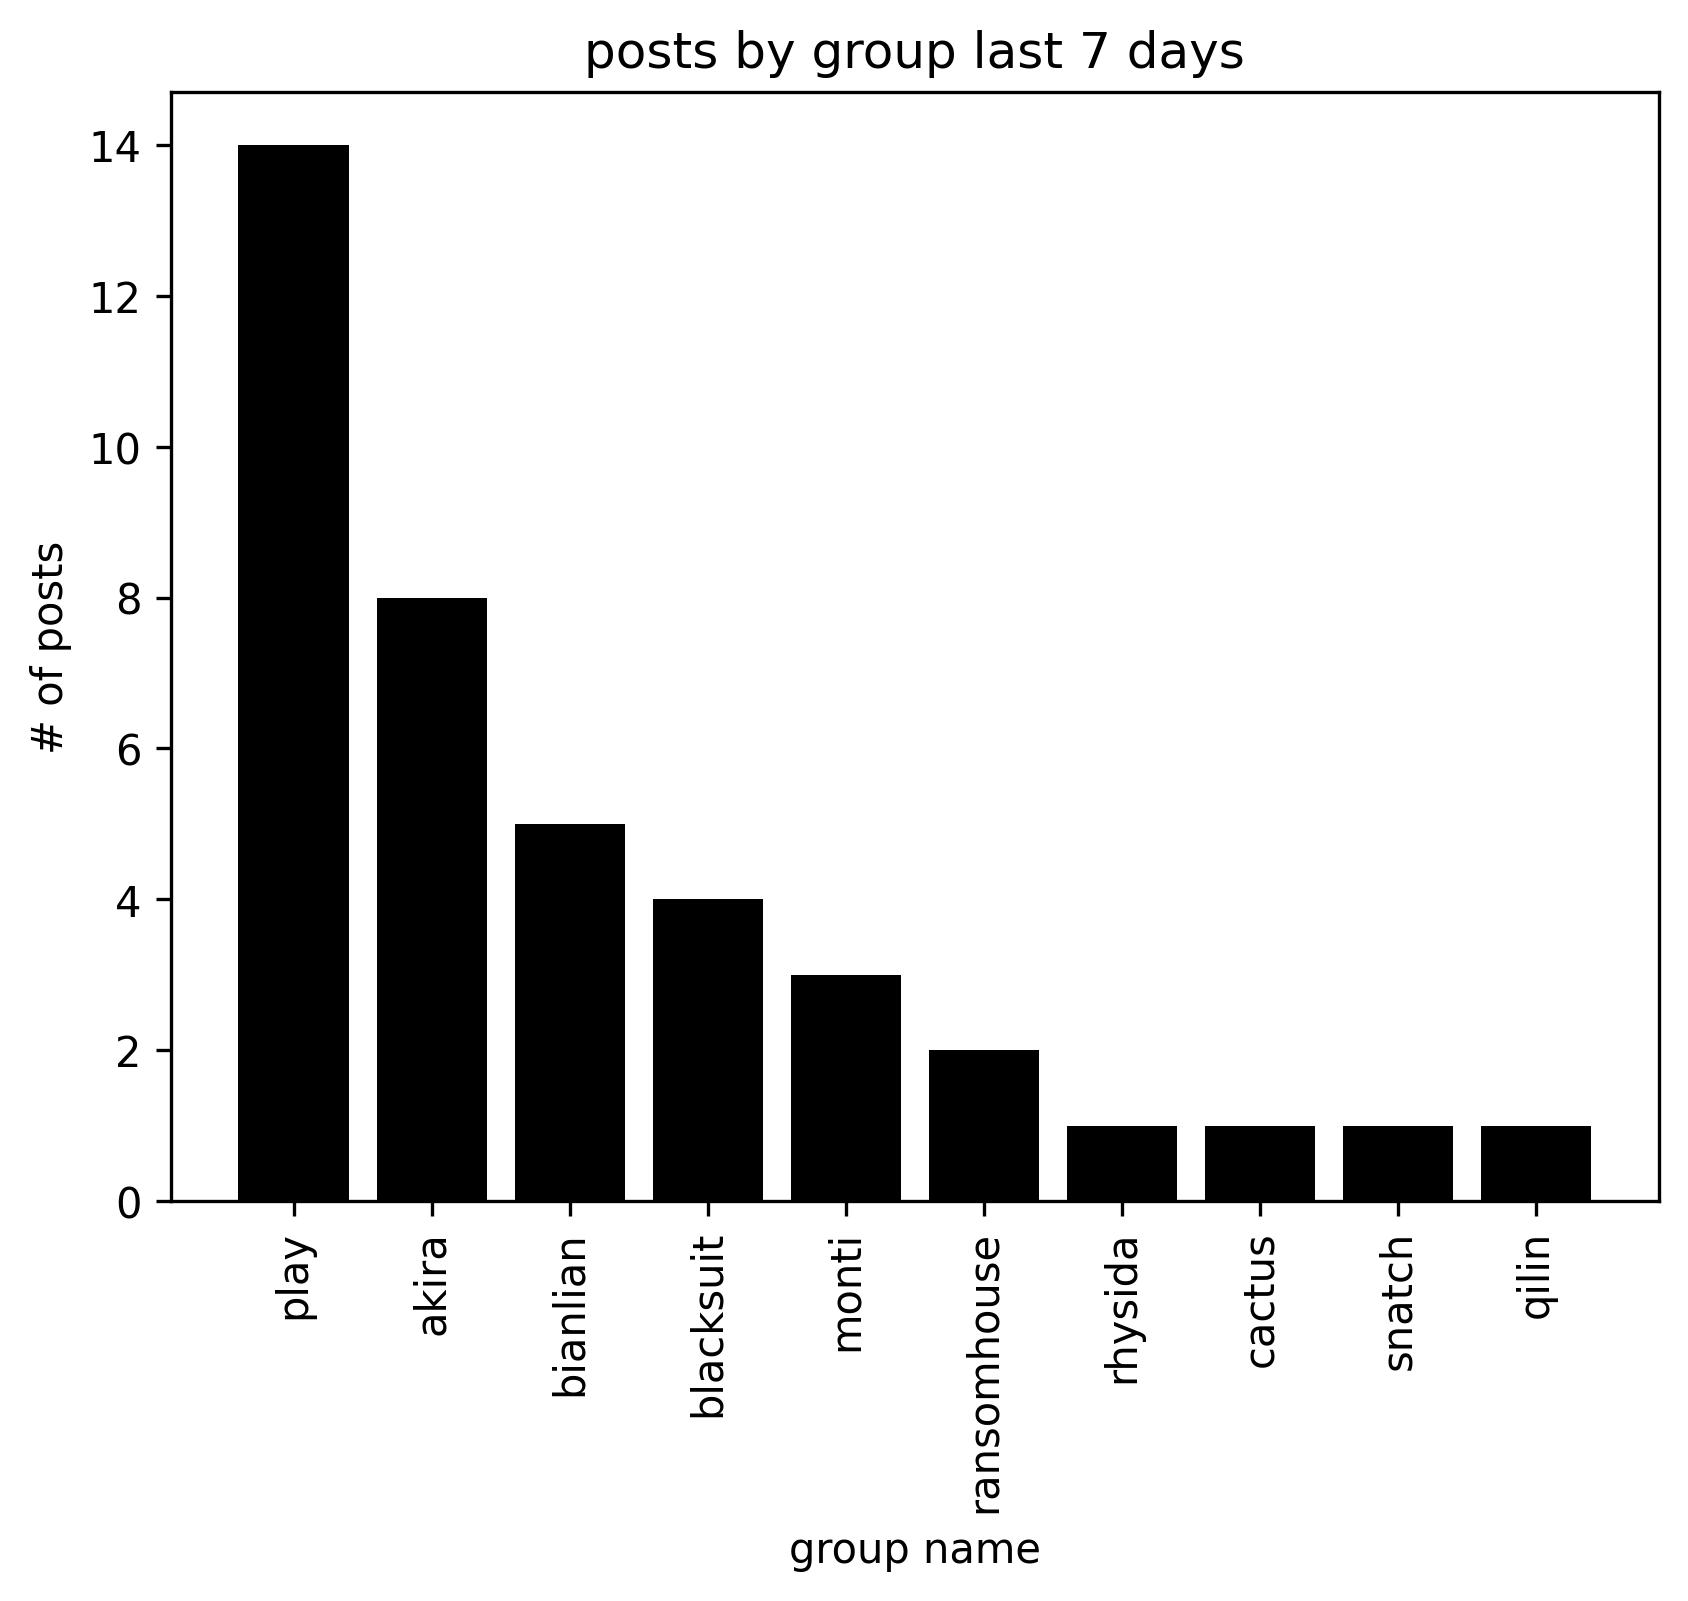 posts by group last 7 days
# of posts
14
12
10
8
6
4
2
0
play
akira
bianlian
blacksuit
monti
ransomhouse
rhysida
cactus
snatch
qilin
group name